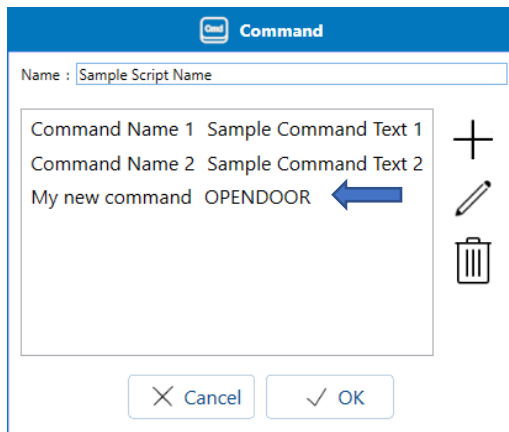 Cmd Command
Name : Sample Script Name
Command Name 1 Sample Command Text 1
Command Name 2 Sample Command Text 2
My new command OPENDOOR
Cancel OK